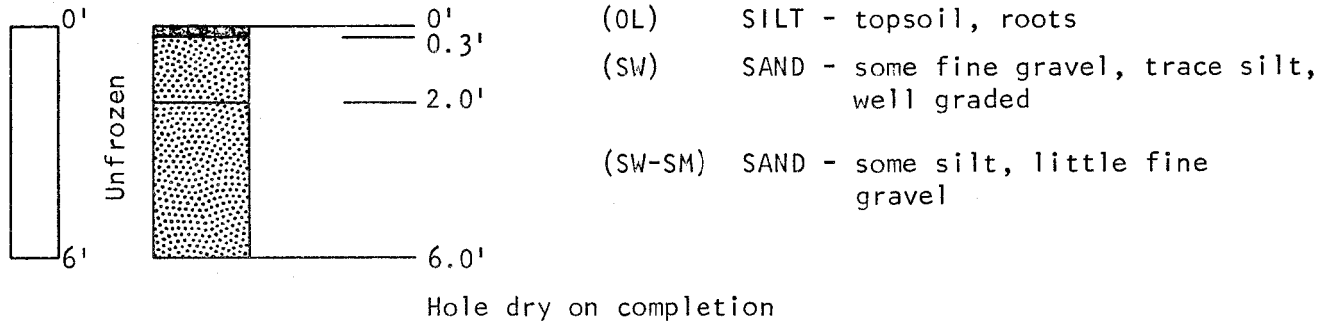 0' 0' (OL) SILT - topsoil, roots
0.3'
(SW) SAND - some fine gravel, trace silt,
well graded
2.0'
Unfrozen
(SW-SM) SAND - some silt, little fine
gravel
6' 6.0'
Hole dry on completion